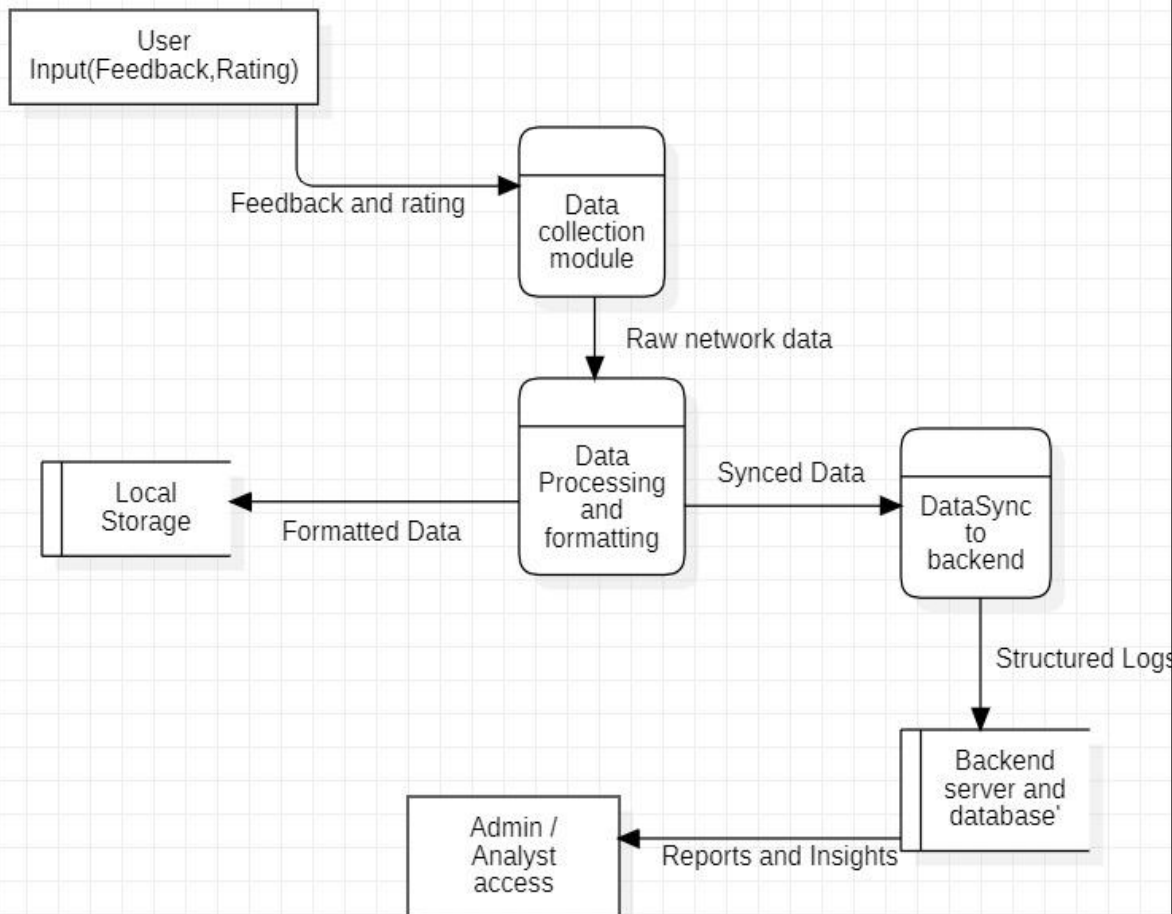 User
Input(Feedback,Rating)
Feedback and rating
Data
collection
module
Raw network data
Data
Processing
and
formatting
Local
Storage
Formatted Data
Synced Data
DataSync
to
backend
Structured Logs
Backend
server and
database'
Reports and Insights
Admin /
Analyst
access